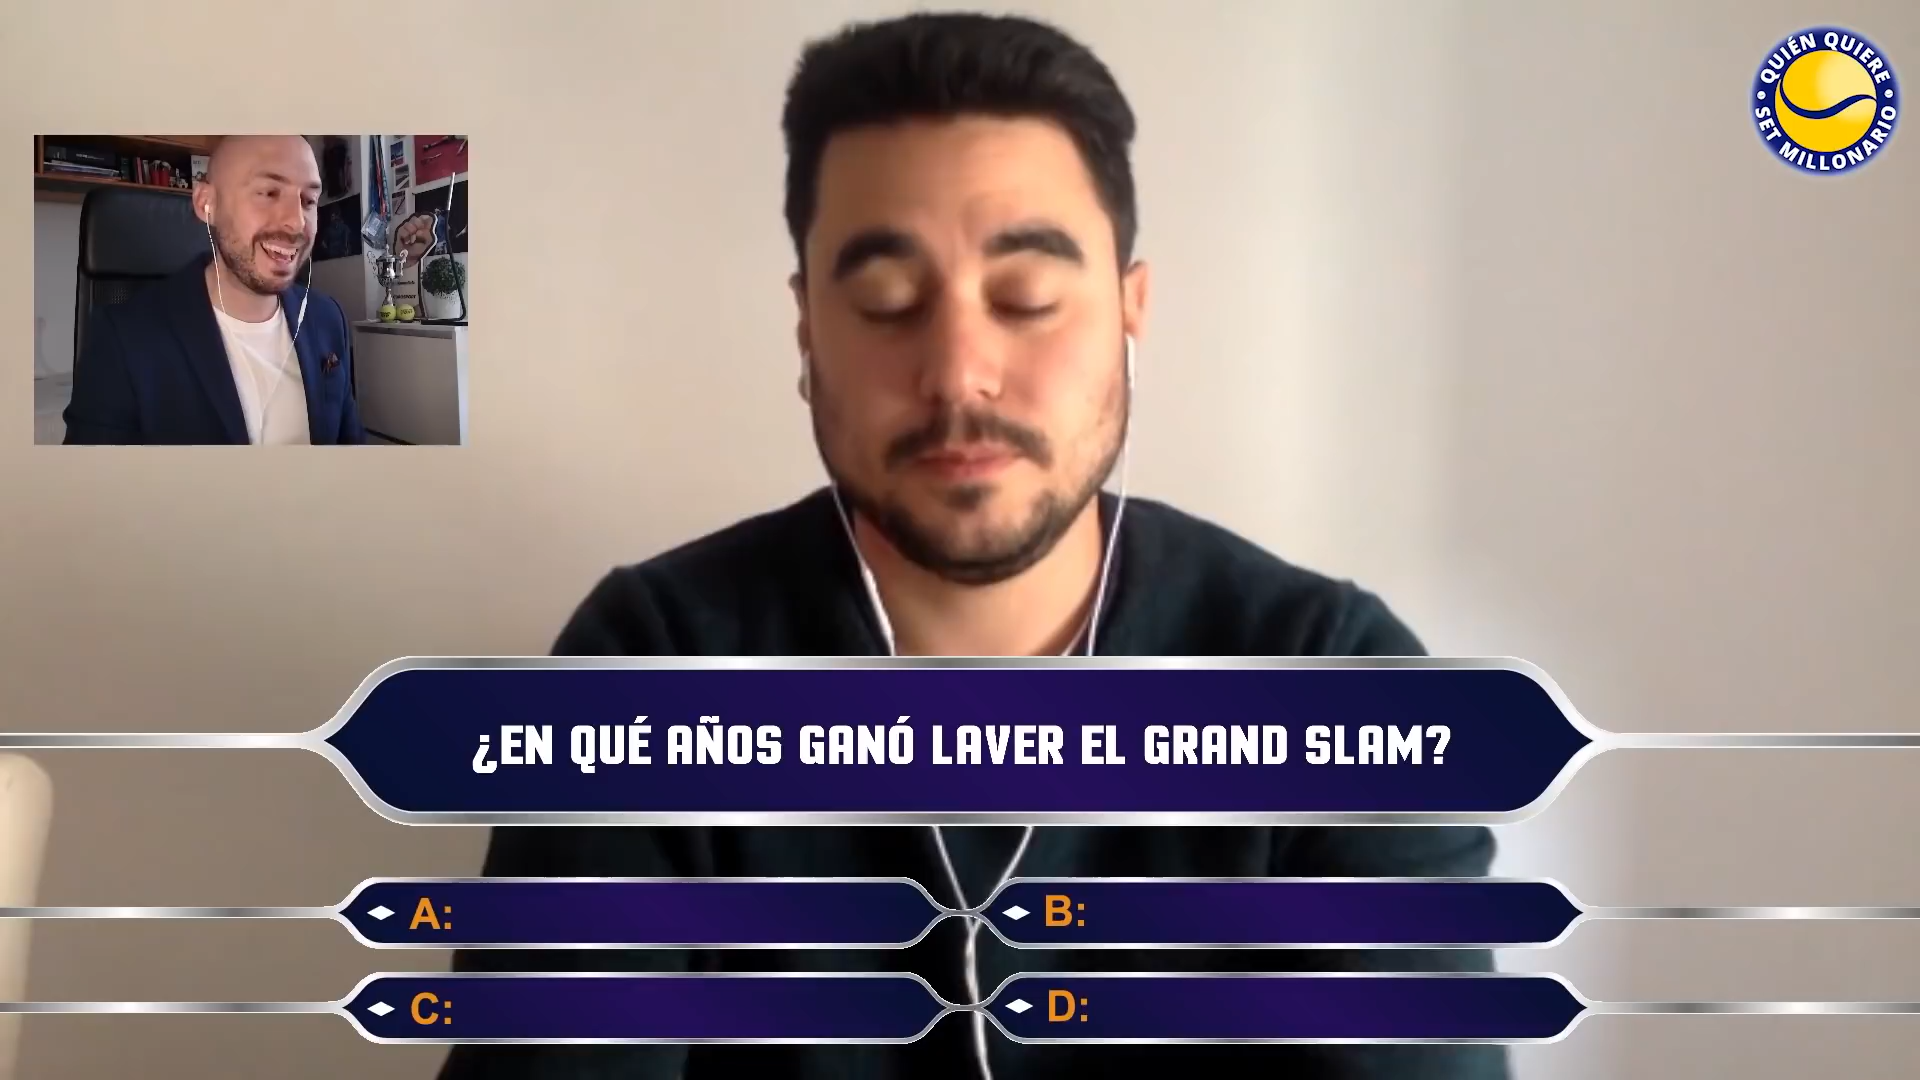 QUIÉN QUIERE
SET MILLONARIO
¿EN QUÉ AÑOS GANÓ LAVER EL GRAND SLAM?
A:
B:
C:
D: